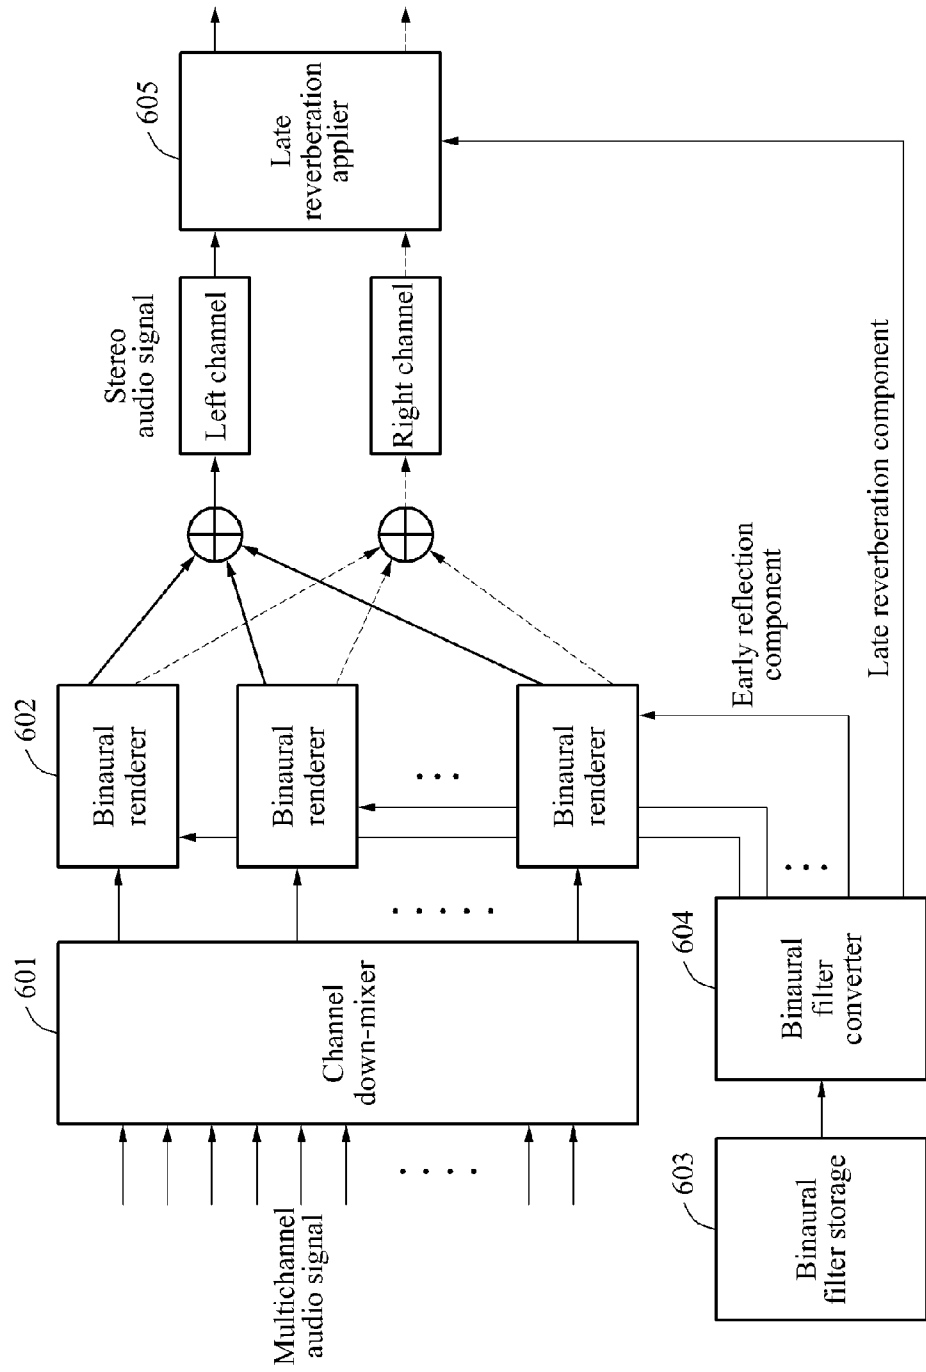 Multichannel
audio signal
601
Channel
down-mixer
602
Binaural
renderer
Binaural
renderer
Binaural
renderer
Stereo
audio signal
Left channel
Right channel
605
Late
reverberation
applier
603
Binaural
filter storage
604
Binaural
filter
converter
Early reflection
component
Late reverberation component